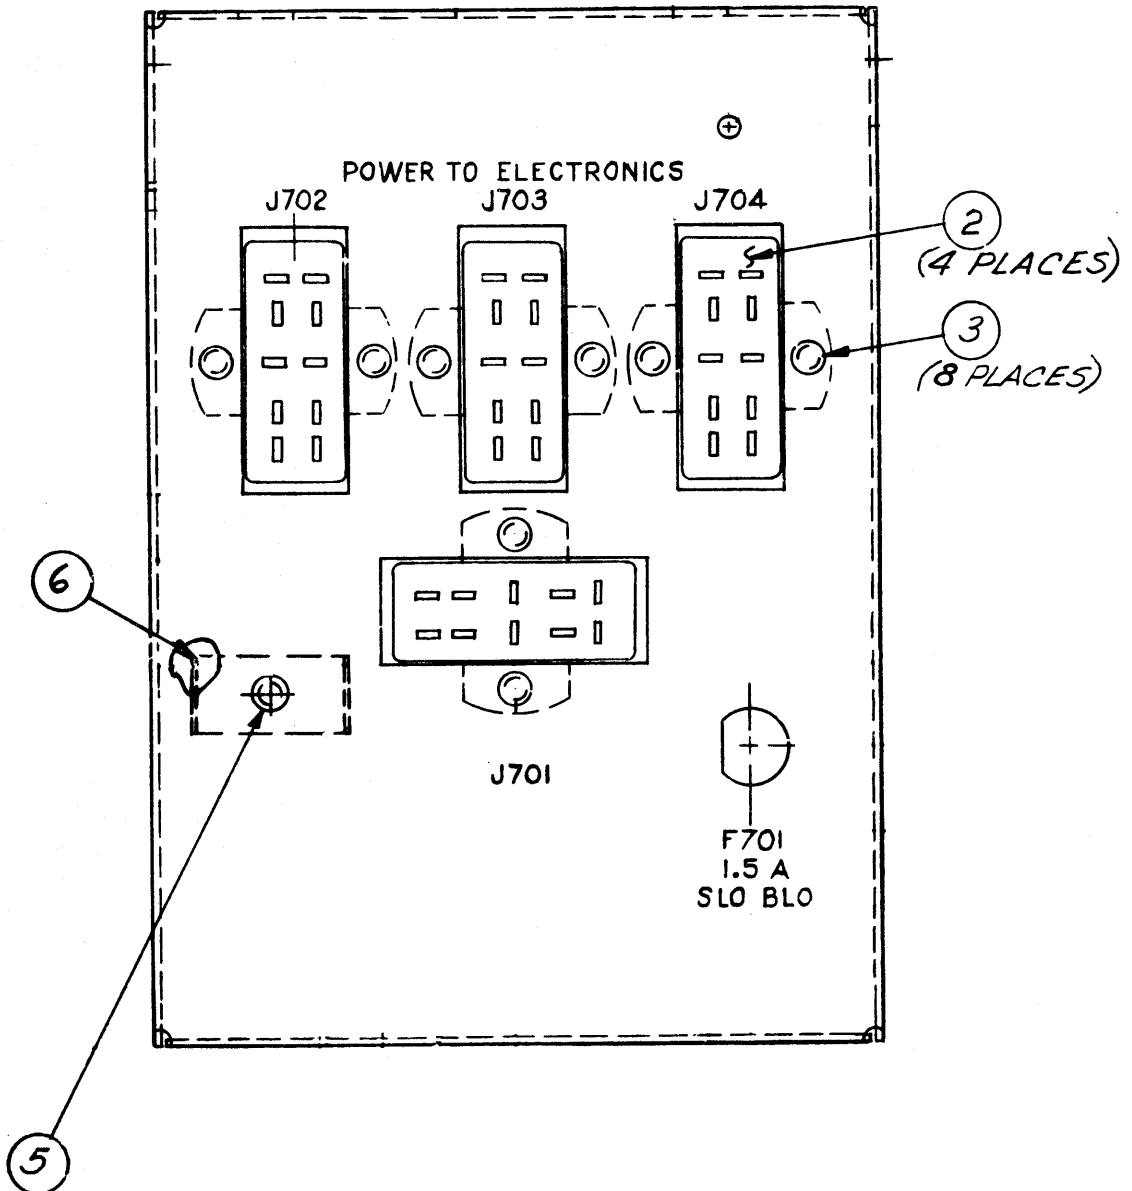 POWER TO ELECTRONICS
J702
J703
J704
2
(4 PLACES)
3
(8 PLACES)
6
J701
F701
1.5 A
SLO BLO
5